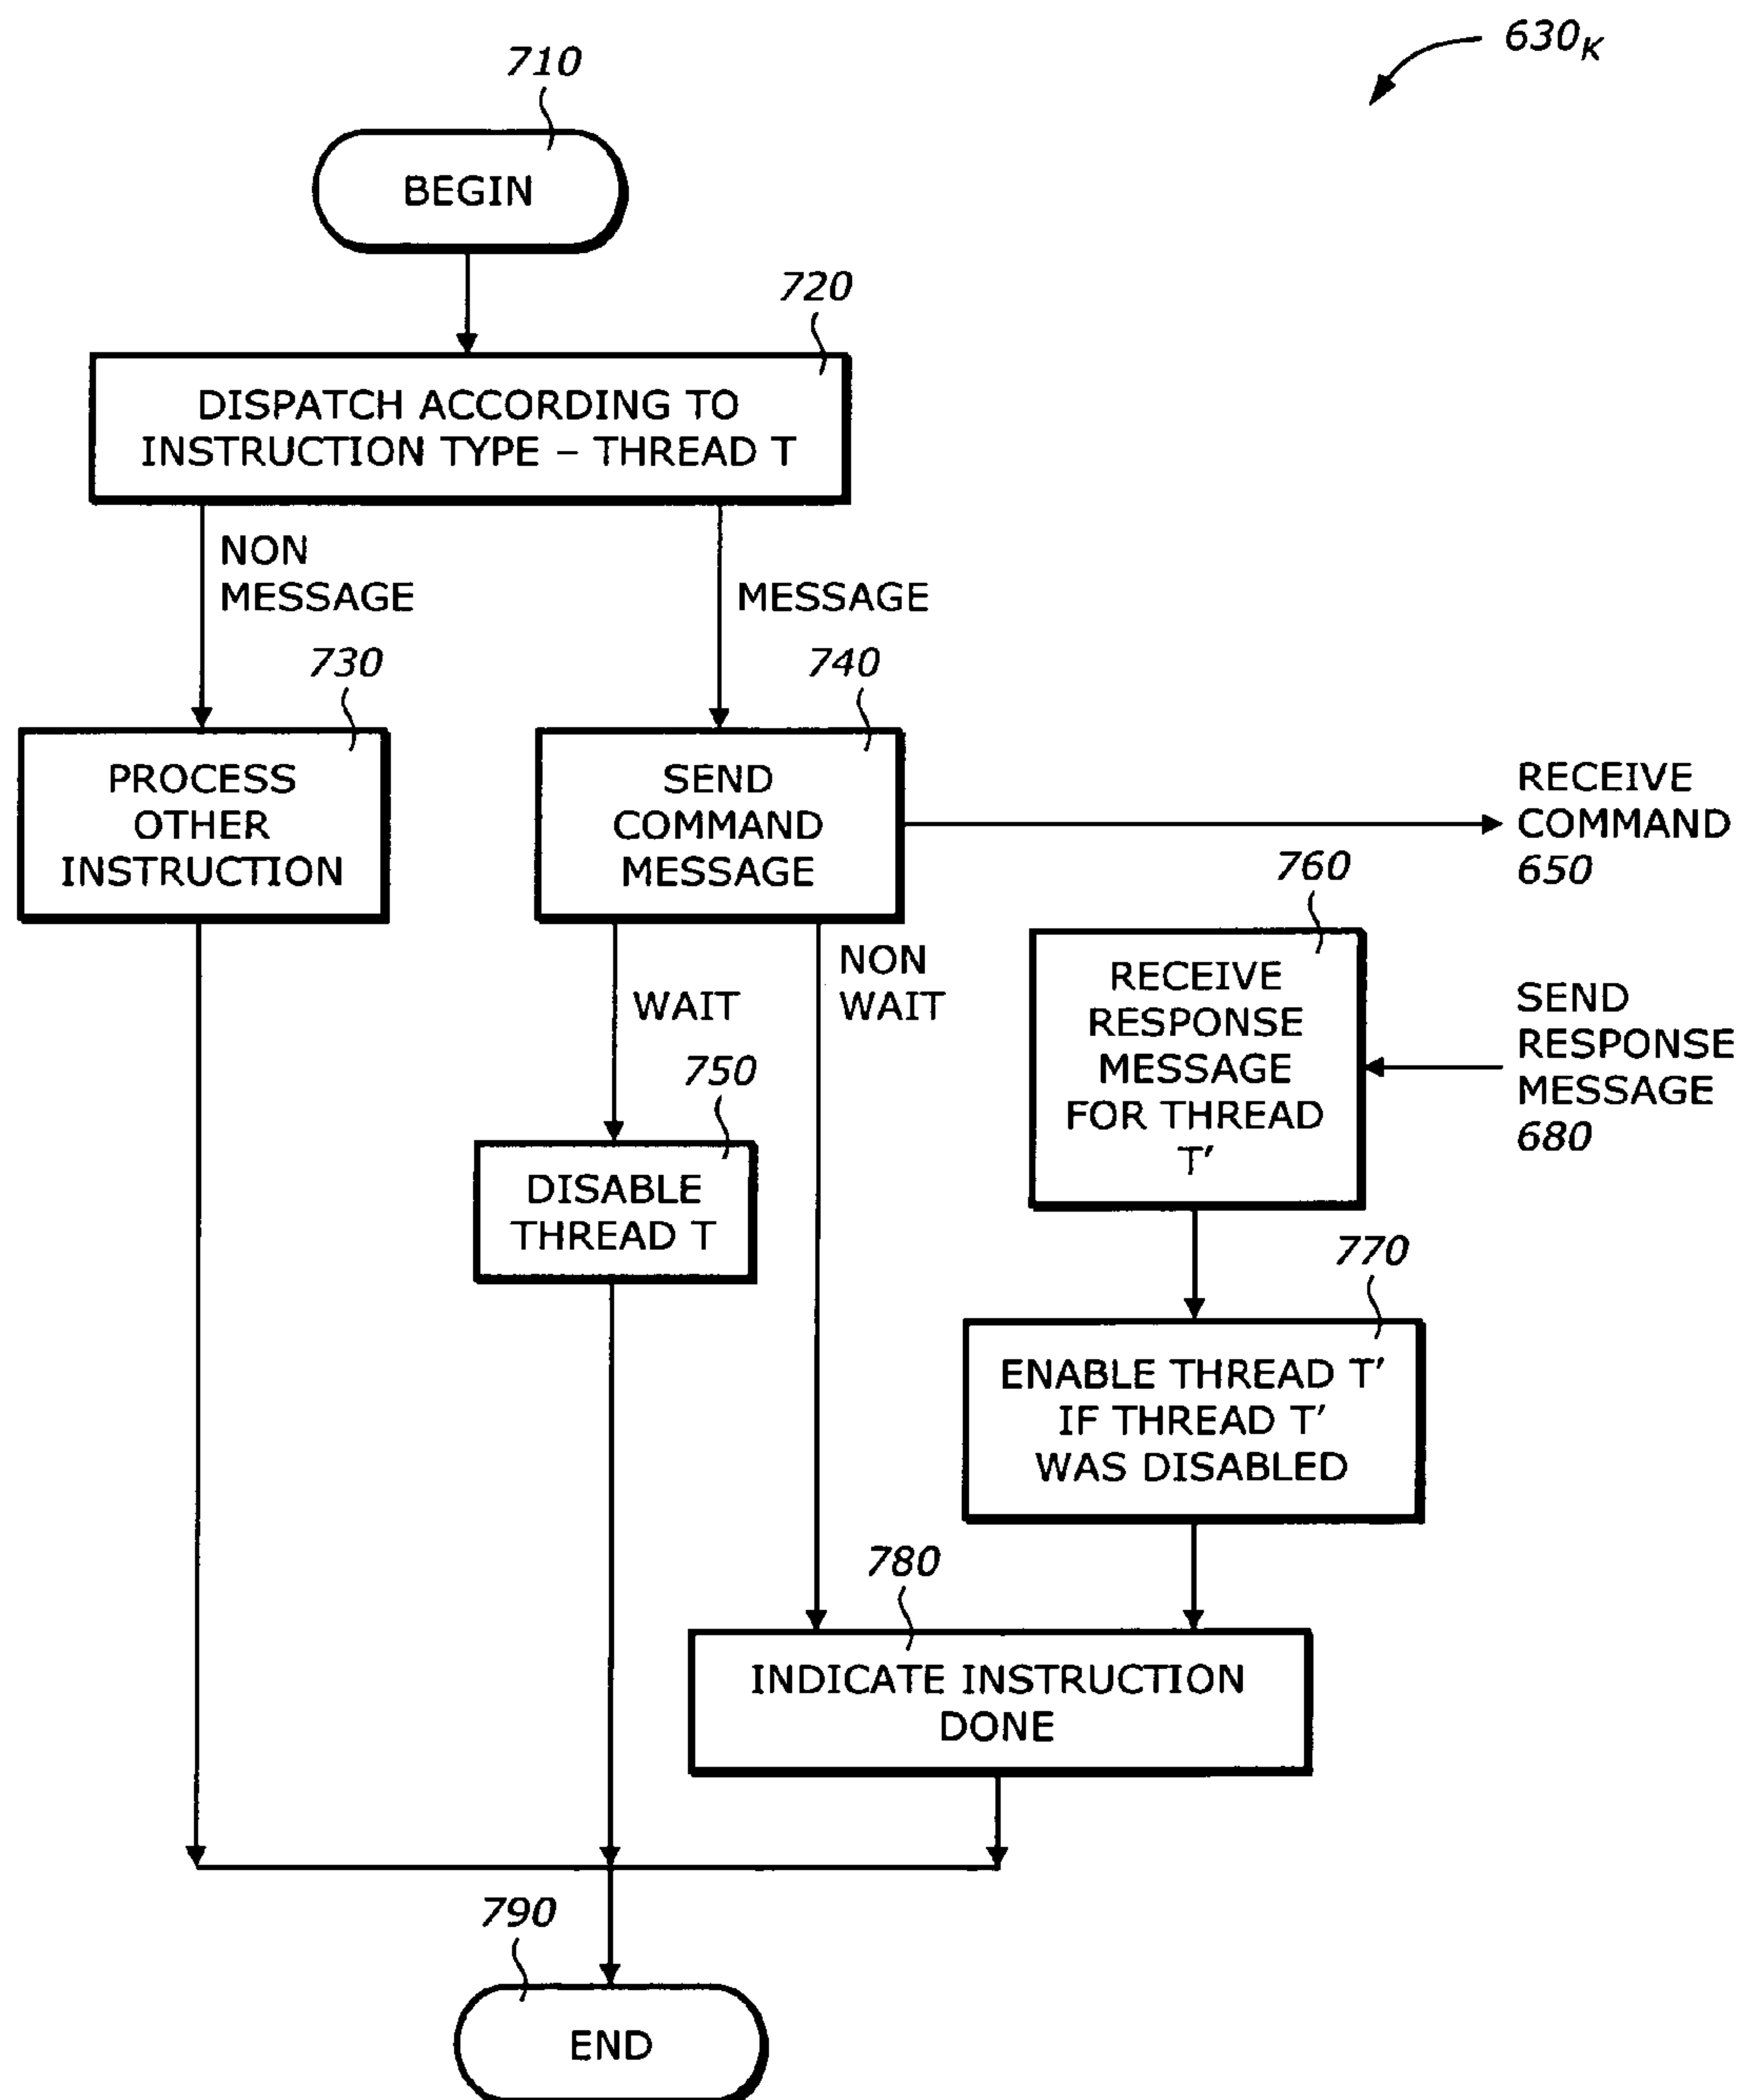 630K
710
BEGIN
720
DISPATCH ACCORDING TO
INSTRUCTION TYPE – THREAD T
NON
MESSAGE
MESSAGE
730
740
PROCESS
OTHER
INSTRUCTION
SEND
COMMAND
MESSAGE
RECEIVE
COMMAND
650
760
NON
WAIT
WAIT
RECEIVE
RESPONSE
MESSAGE
FOR THREAD
T’
SEND
RESPONSE
MESSAGE
680
750
DISABLE
THREAD T
770
ENABLE THREAD T’
IF THREAD T’
WAS DISABLED
780
INDICATE INSTRUCTION
DONE
790
END